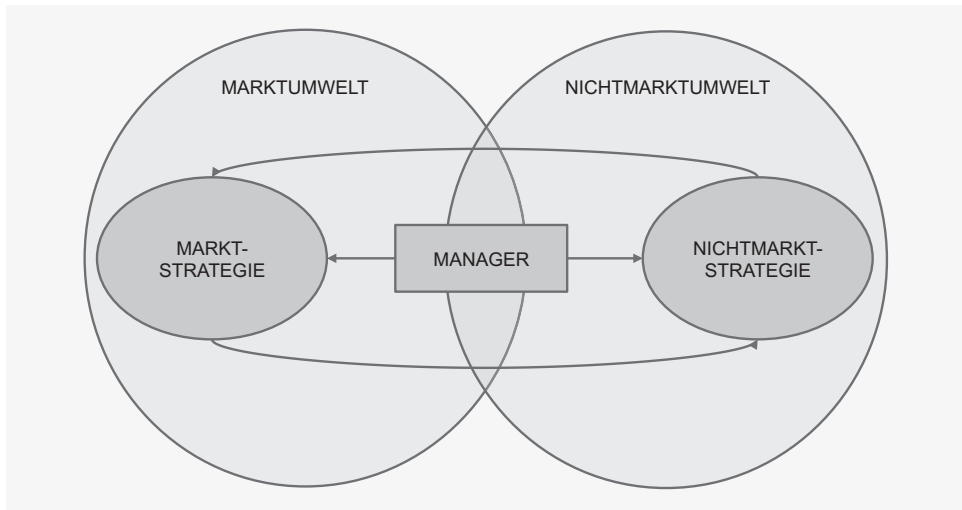 MARKTUMWELT
NICHTMARKTUMWELT
MARKT-
STRATEGIE
MANAGER
NICHTMARKT-
STRATEGIE